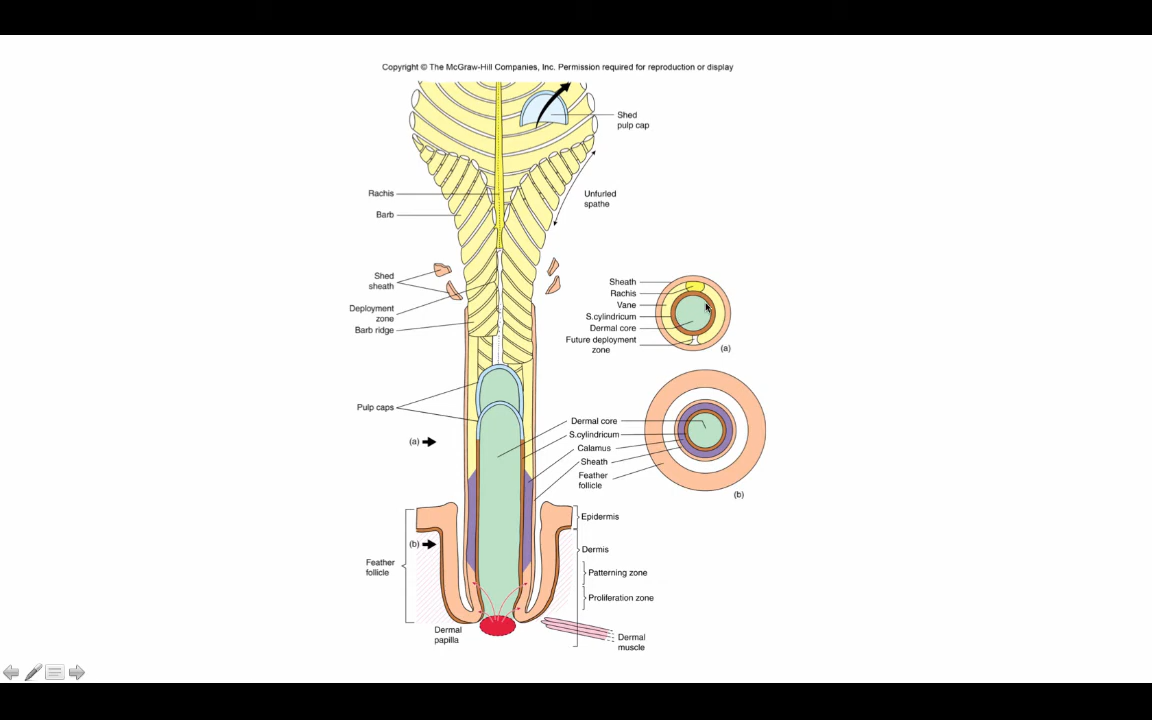 Copyright © The McGraw-Hill Companies, Inc. Permission required for reproduction or display
Shed
pulp cap
Rachis
Barb
Unfurled
spathe
Shed
sheath
Deployment
zone
Barb ridge
Pulp caps
(a)
(b)
Feather
follicle
Dermal
papilla
Sheath
Rachis
Vane
S.cylindricum
Dermal core
Future deployment
zone
(a)
Dermal core
S.cylindricum
Calamus
Sheath
Feather
follicle
(b)
Epidermis
Dermis
Patterning zone
Proliferation zone
Dermal
muscle